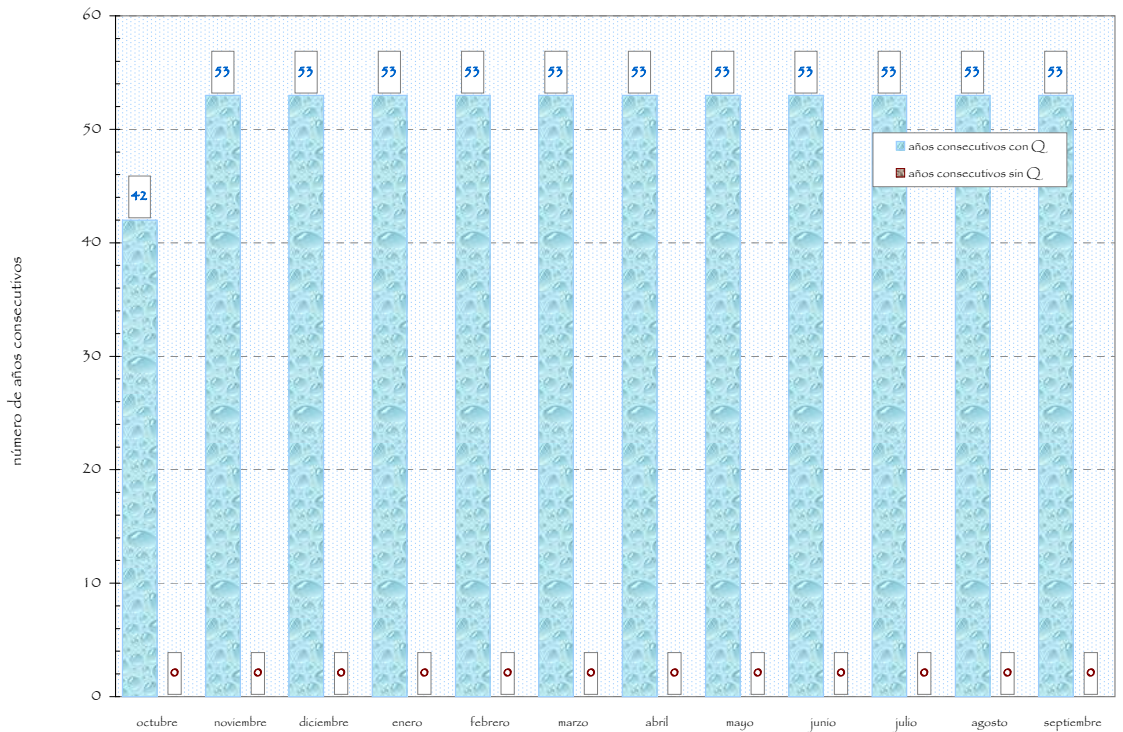 60
53 53 53 53 53 53 53 53 53 53 53
50
años consecutivos con Q
años consecutivos sin Q
42
40
número de años consecutivos
30
20
10
0 0 0 0 0 0 0 0 0 0 0 0
0
octubre noviembre diciembre enero febrero marzo abril mayo junio julio agosto septiembre